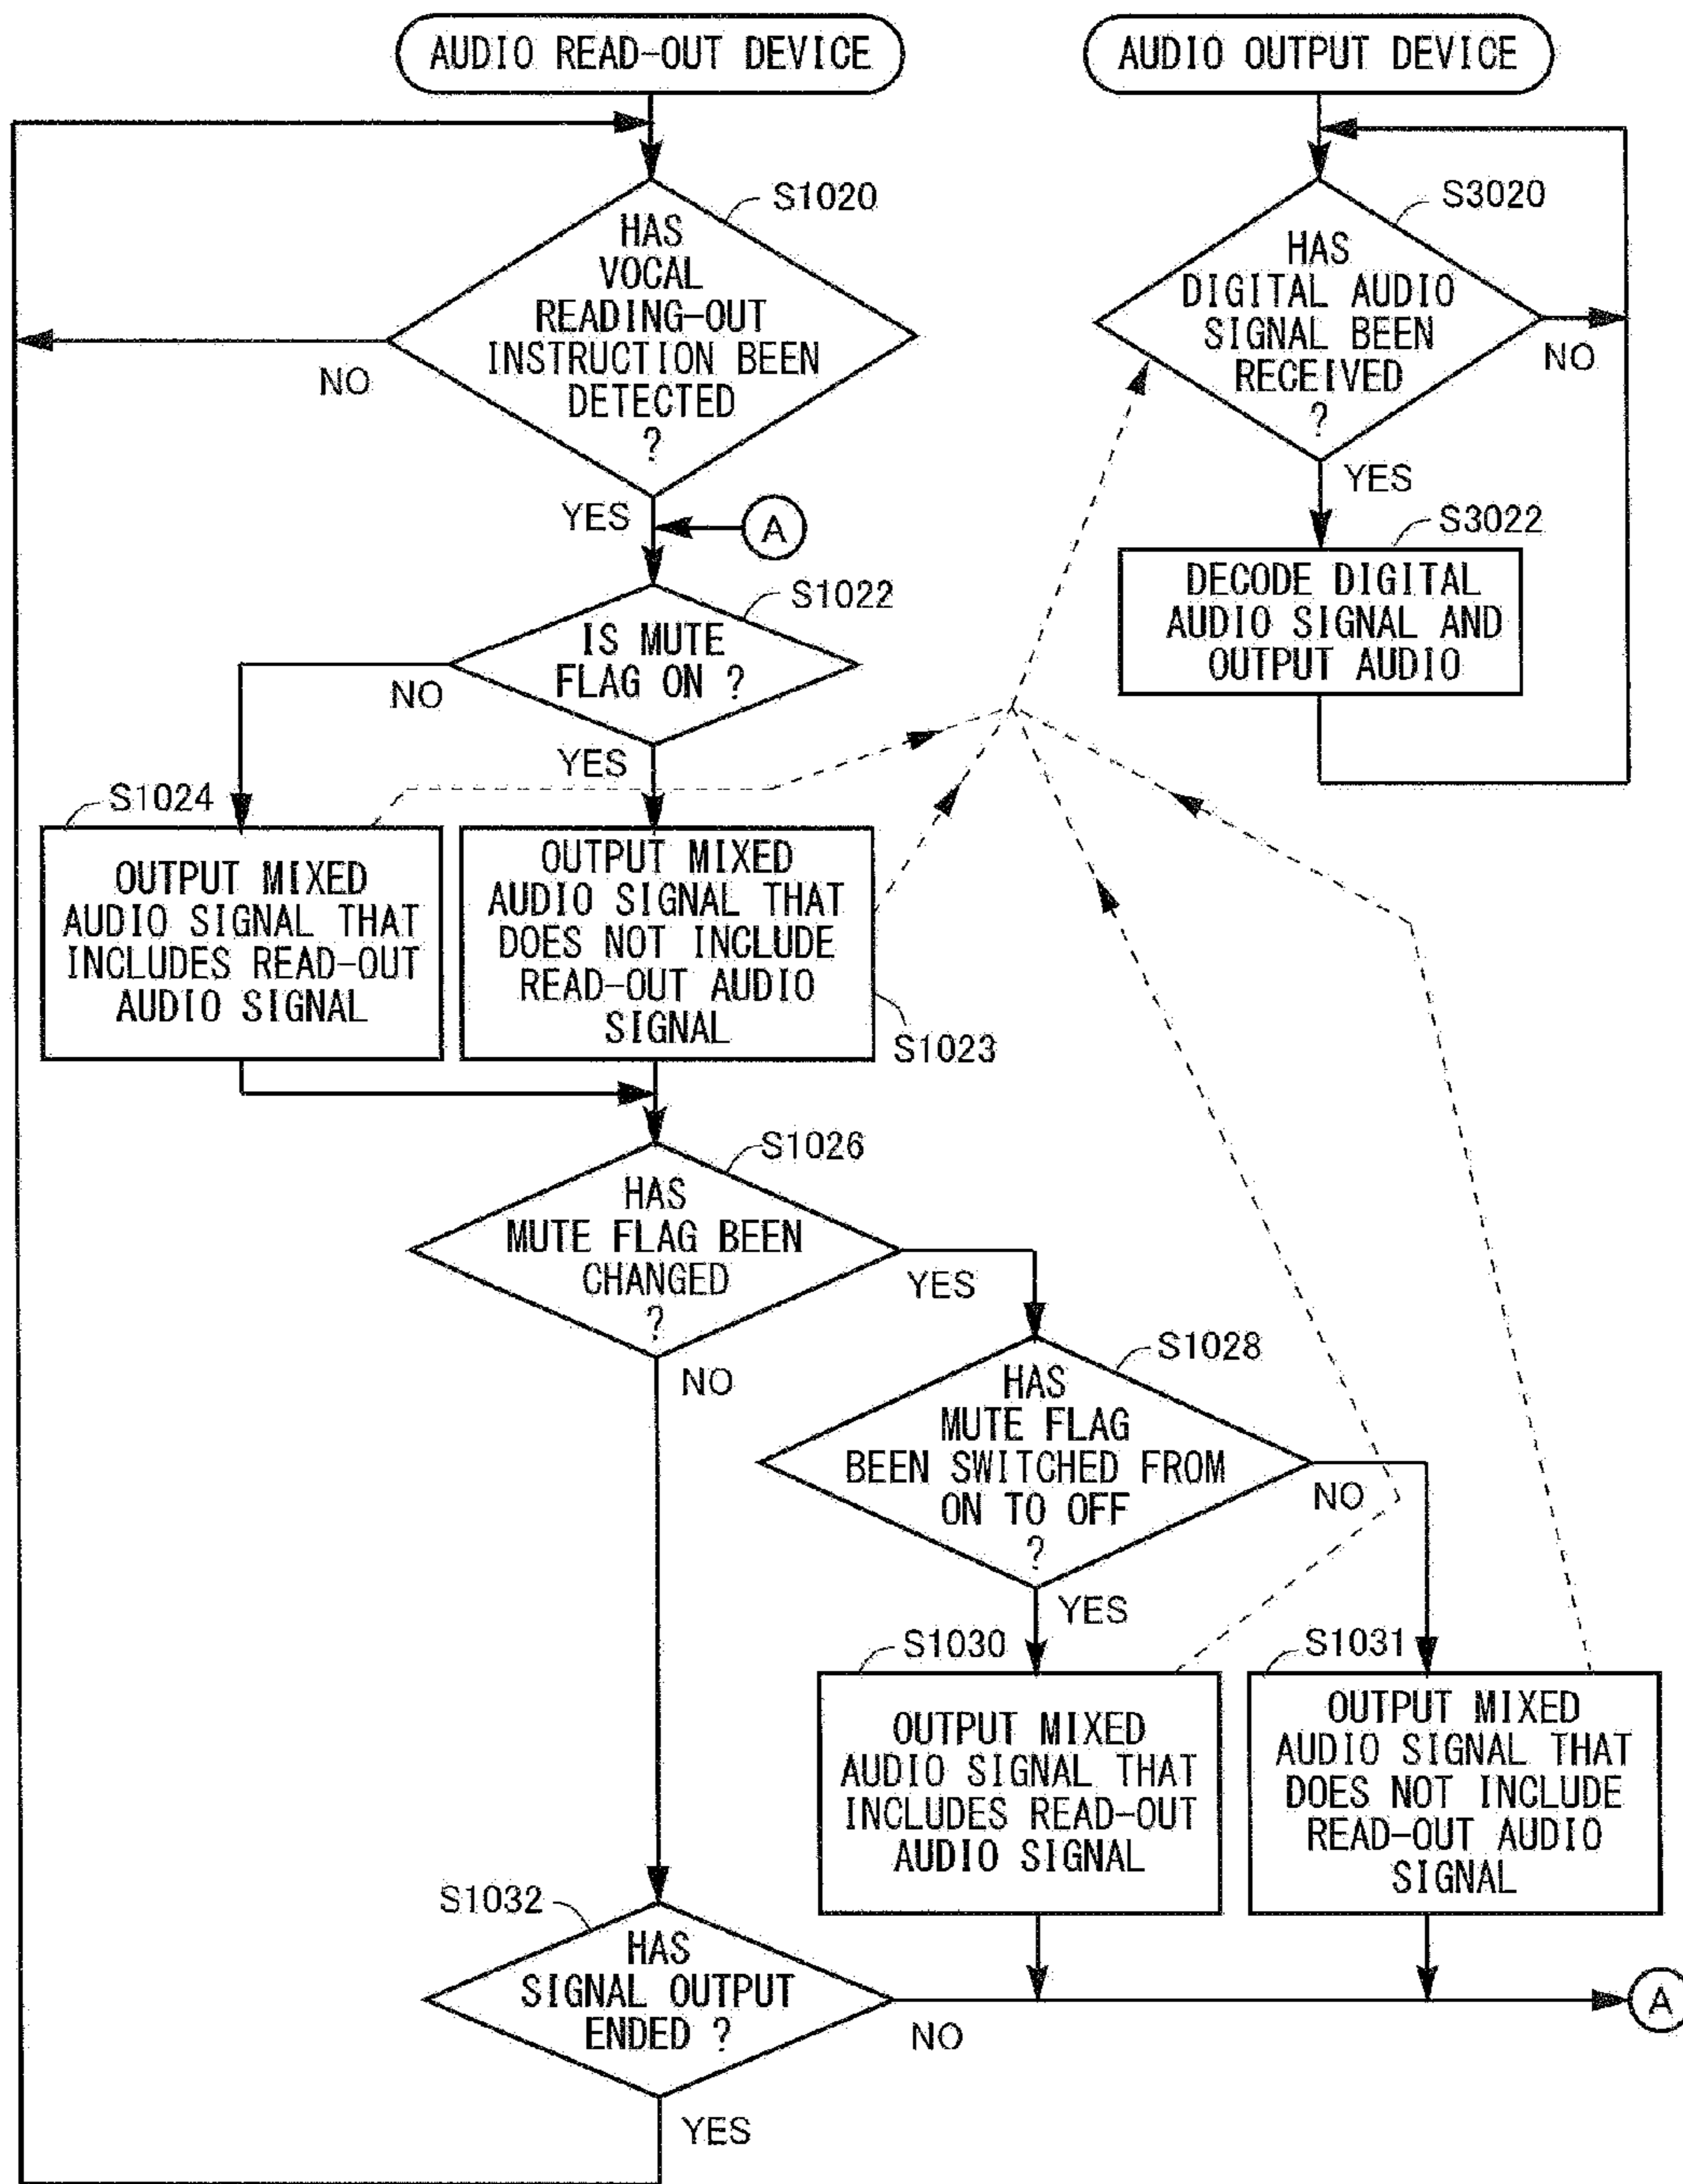 AUDIO READ-OUT DEVICE
AUDIO OUTPUT DEVICE
S1020
HAS
VOCAL
READING-OUT
INSTRUCTION BEEN
DETECTED
?
NO
YES
A
S3020
HAS
DIGITAL AUDIO
SIGNAL BEEN
RECEIVED
?
NO
YES
S3022
DECODE DIGITAL
AUDIO SIGNAL AND
OUTPUT AUDIO
S1022
IS MUTE
FLAG ON ?
NO
YES
S1024
OUTPUT MIXED
AUDIO SIGNAL THAT
INCLUDES READ-OUT
AUDIO SIGNAL
OUTPUT MIXED
AUDIO SIGNAL THAT
DOES NOT INCLUDE
READ-OUT AUDIO
SIGNAL
S1023
S1026
HAS
MUTE FLAG BEEN
CHANGED
?
YES
NO
S1028
HAS
MUTE FLAG
BEEN SWITCHED FROM
ON TO OFF
?
NO
YES
S1030
OUTPUT MIXED
AUDIO SIGNAL THAT
INCLUDES READ-OUT
AUDIO SIGNAL
S1031
OUTPUT MIXED
AUDIO SIGNAL THAT
DOES NOT INCLUDE
READ-OUT AUDIO
SIGNAL
S1032
HAS
SIGNAL OUTPUT
ENDED ?
NO
A
YES